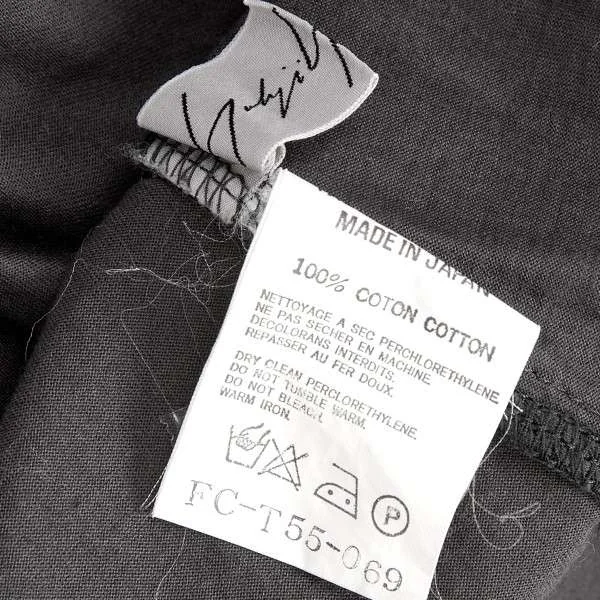 Yohji Y
MADE IN JAPAN
100% COTON COTTON
NETTOYAGE A SEC PERCHLORETHYLENE.
NE PAS SECHER EN MACHINE.
DECOLORANS INTERDITS.
REPASSER AU FER DOUX.
DRY CLEAN PERCLORETHYLENE.
DO NOT TUMBLE WARM.
DO NOT BLEACH.
WARM IRON.
P
FC-T55-069